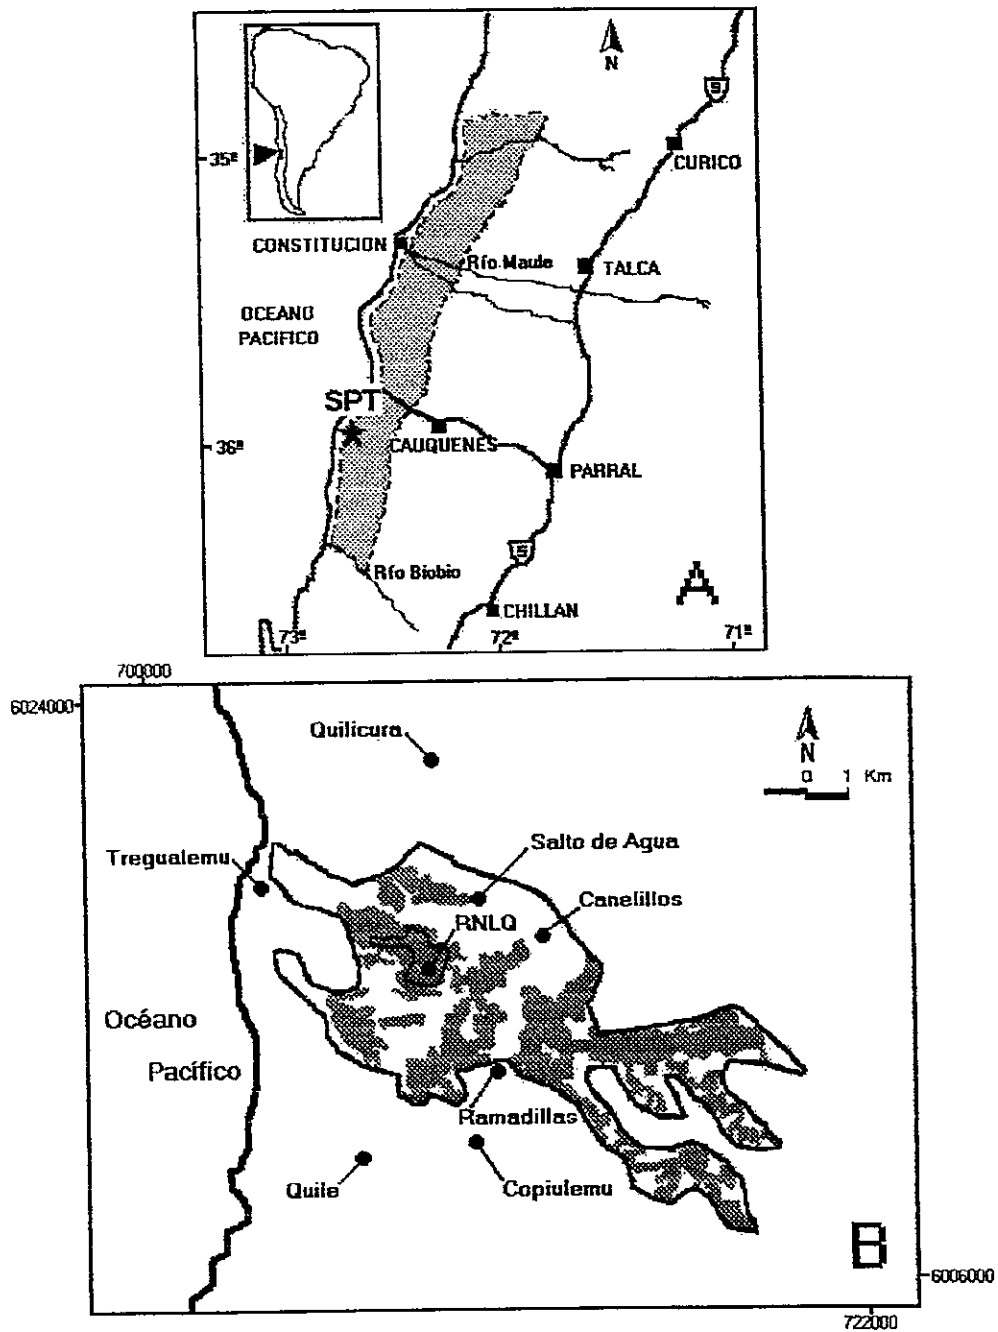 N
5
35º
CURICO
CONSTITUCION
Río Maule
TALCA
OCEANO
PACIFICO
SPT
36º
CAUQUENES
PARRAL
5
Río Biobio
A
CHILLAN
73º
72º
71º
700000
6024000
Quilicura
N
0 1 Km
Salto de Agua
Tregualemu
Canelillos
RNLQ
Océano
Pacífico
Ramadillas
Quile
Copiulemu
B
6006000
722000